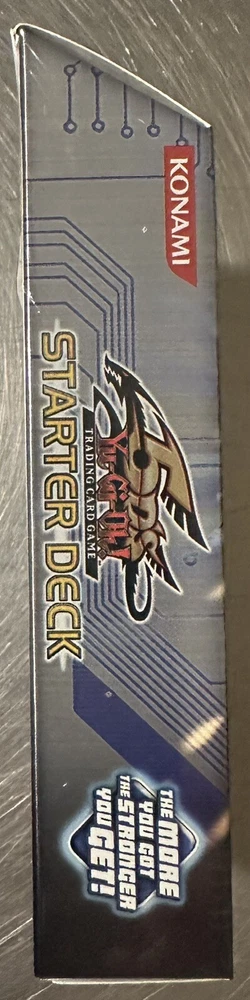 KONAMI
5D's
Yu-Gi-Oh!
TRADING CARD GAME
STARTER DECK
THE MORE
YOU GOT
THE STRONGER
YOU GET!